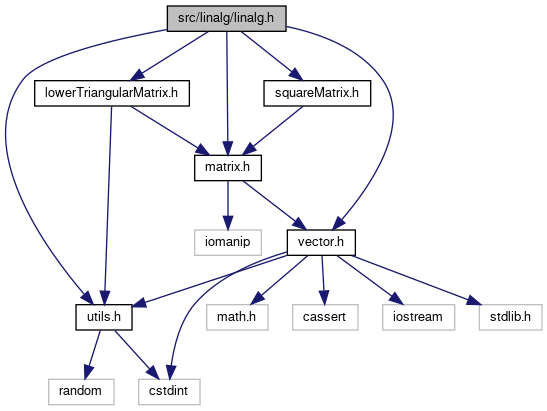 src/linalg/linalg.h
lowerTriangularMatrix.h
squareMatrix.h
matrix.h
iomanip
vector.h
utils.h
math.h
cassert
iostream
stdlib.h
random
cstdint